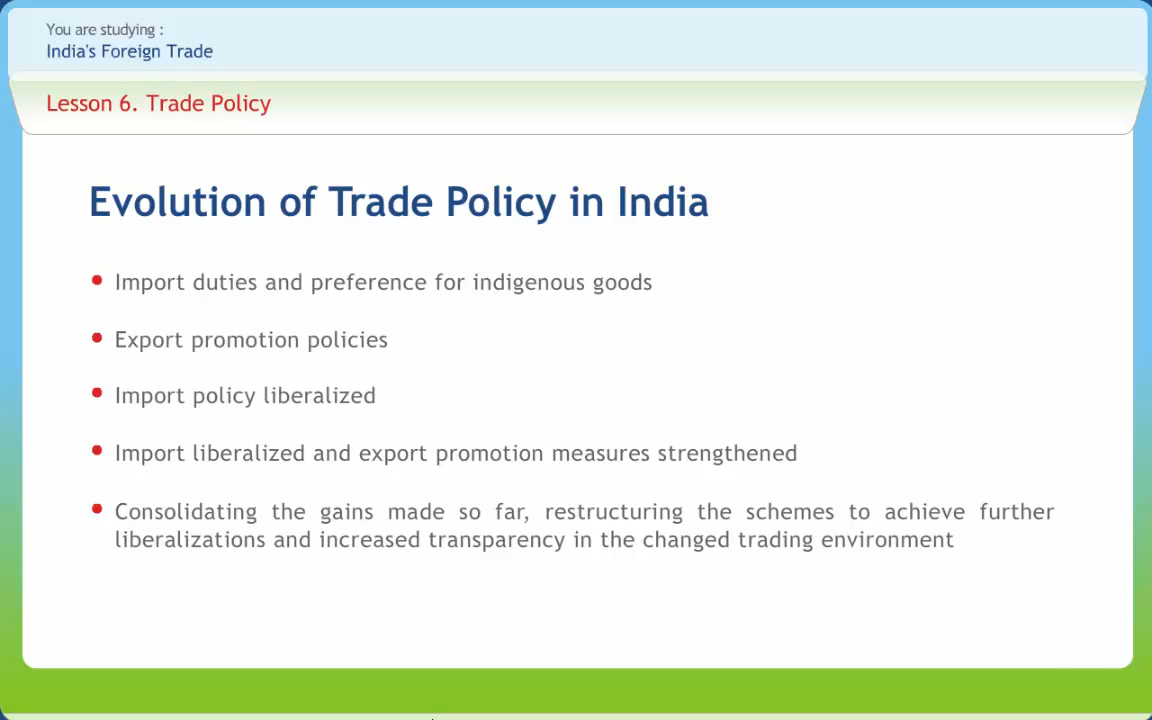 You are studying :
India's Foreign Trade
Lesson 6. Trade Policy
Evolution of Trade Policy in India
• Import duties and preference for indigenous goods
• Export promotion policies
• Import policy liberalized
• Import liberalized and export promotion measures strengthened
• Consolidating the gains made so far, restructuring the schemes to achieve further
liberalizations and increased transparency in the changed trading environment